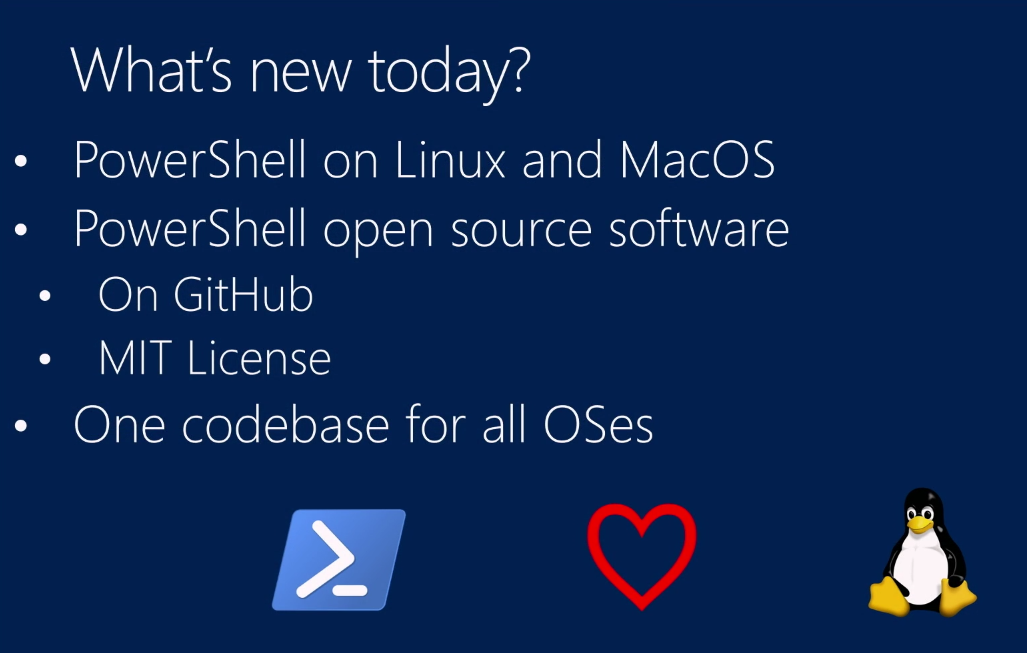 What's new today?
• PowerShell on Linux and MacOS
• PowerShell open source software
• On GitHub
• MIT License
• One codebase for all OSes